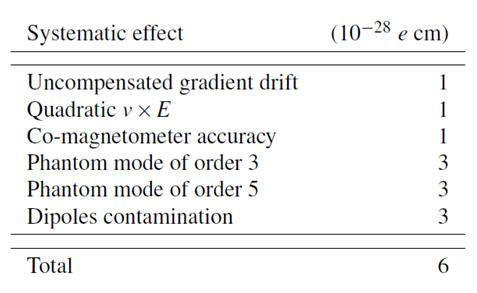 Systematic effect (10⁻²⁸ e cm)
Uncompensated gradient drift 1
Quadratic v × E 1
Co-magnetometer accuracy 1
Phantom mode of order 3 3
Phantom mode of order 5 3
Dipoles contamination 3
Total 6